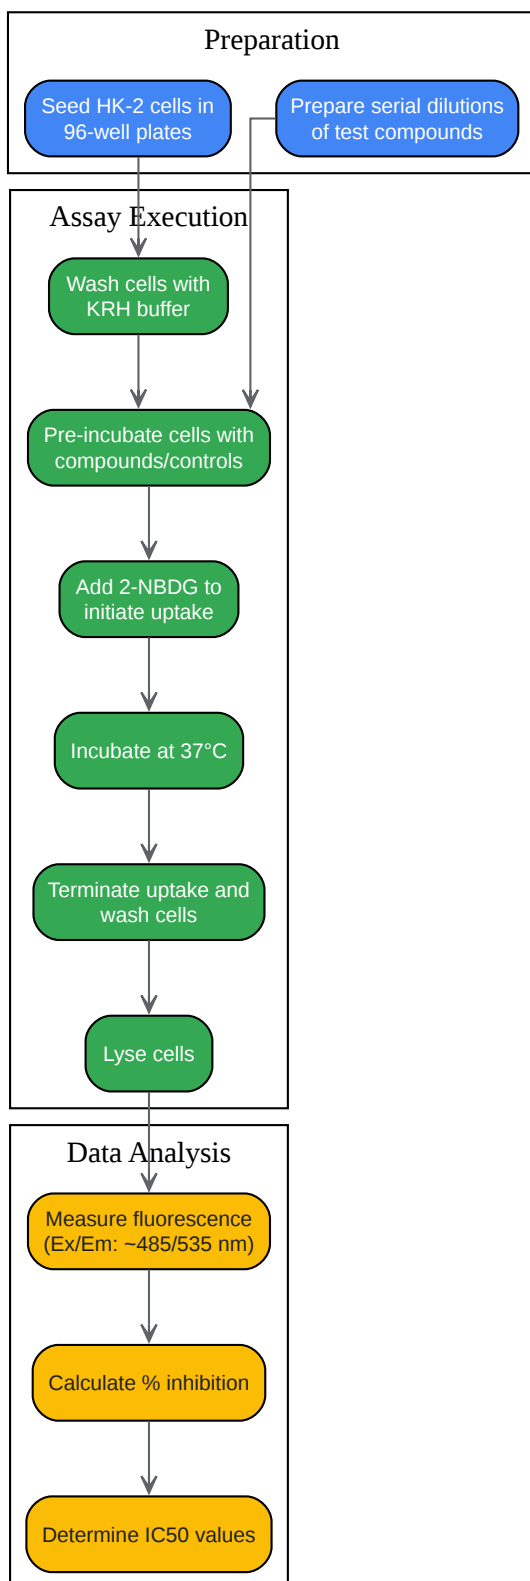 Preparation
Seed HK-2 cells in
96-well plates
Prepare serial dilutions
of test compounds
Assay Execution
Wash cells with
KRH buffer
Pre-incubate cells with
compounds/controls
Add 2-NBDG to
initiate uptake
Incubate at 37°C
Terminate uptake and
wash cells
Lyse cells
Data Analysis
Measure fluorescence
(Ex/Em: ~485/535 nm)
Calculate % inhibition
Determine IC50 values